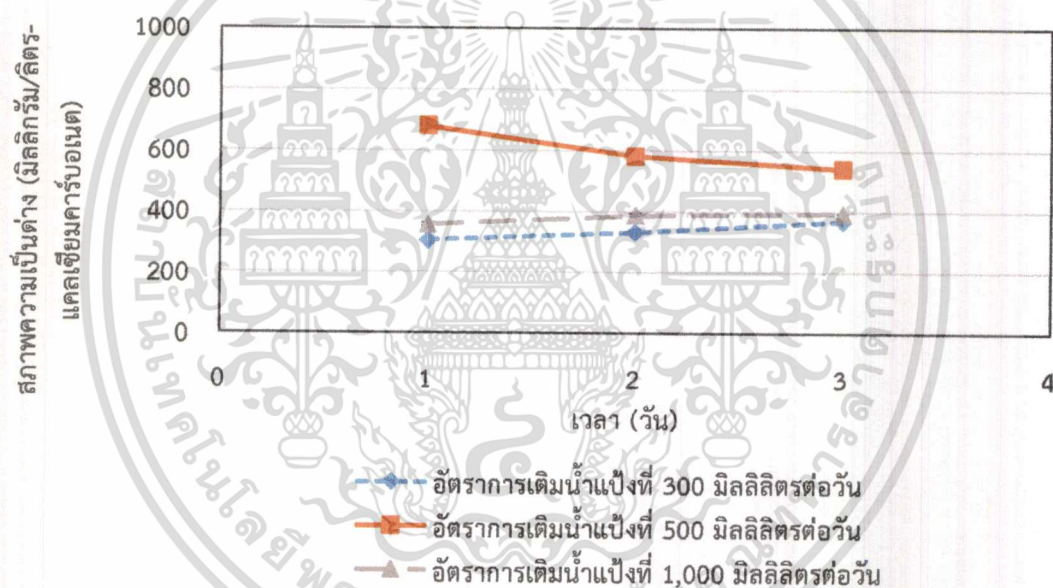 สภาพความเป็นด่าง (มิลลิกรัม/ลิตร-
แคลเซียมคาร์บอเนต)
1000
800
600
400
200
0
0 1 2 3 4
เวลา (วัน)
อัตราการเติมน้ำแป้งที่ 300 มิลลิลิตรต่อวัน
อัตราการเติมน้ำแป้งที่ 500 มิลลิลิตรต่อวัน
อัตราการเติมน้ำแป้งที่ 1,000 มิลลิลิตรต่อวัน